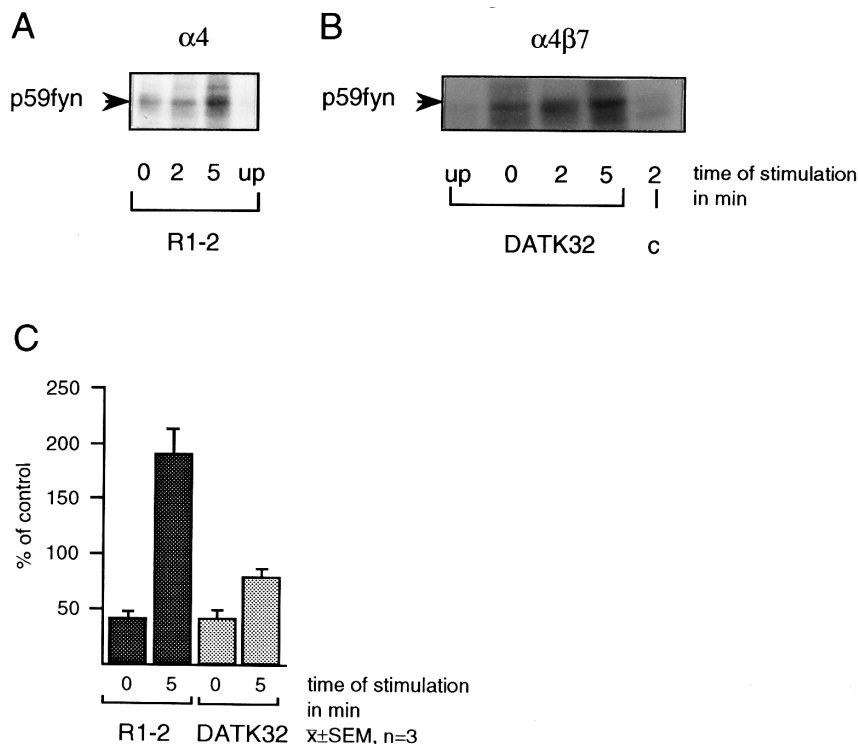 A
α4
p59fyn
0 2 5 up
R1-2
B
α4β7
p59fyn
up 0 2 5 2
time of stimulation
in min
DATK32 c
C
% of control
250
200
150
100
50
0 5 0 5
time of stimulation
in min
R1-2 DATK32 x̄±SEM, n=3